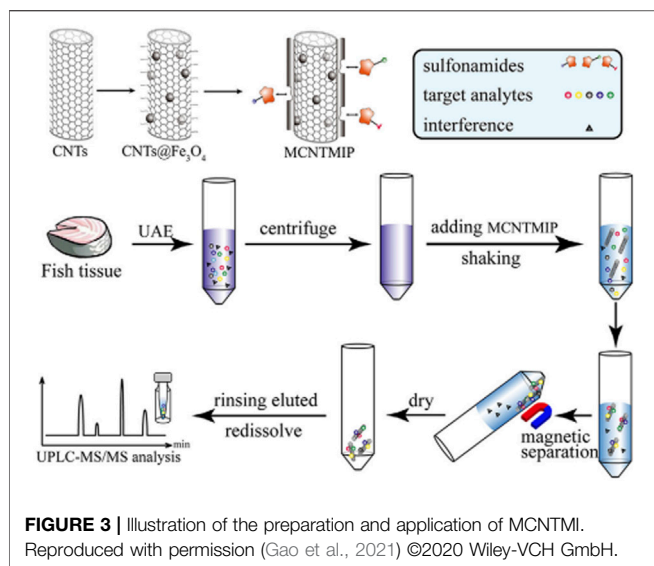 sulfonamides
target analytes
interference
CNTs
CNTs@Fe3O4
MCNTMIP
Fish tissue
UAE
centrifuge
adding MCNTMIP
shaking
magnetic
separation
dry
rinsing eluted
redissolve
min
UPLC-MS/MS analysis
FIGURE 3 | Illustration of the preparation and application of MCNTMI.
Reproduced with permission (Gao et al., 2021) ©2020 Wiley-VCH GmbH.